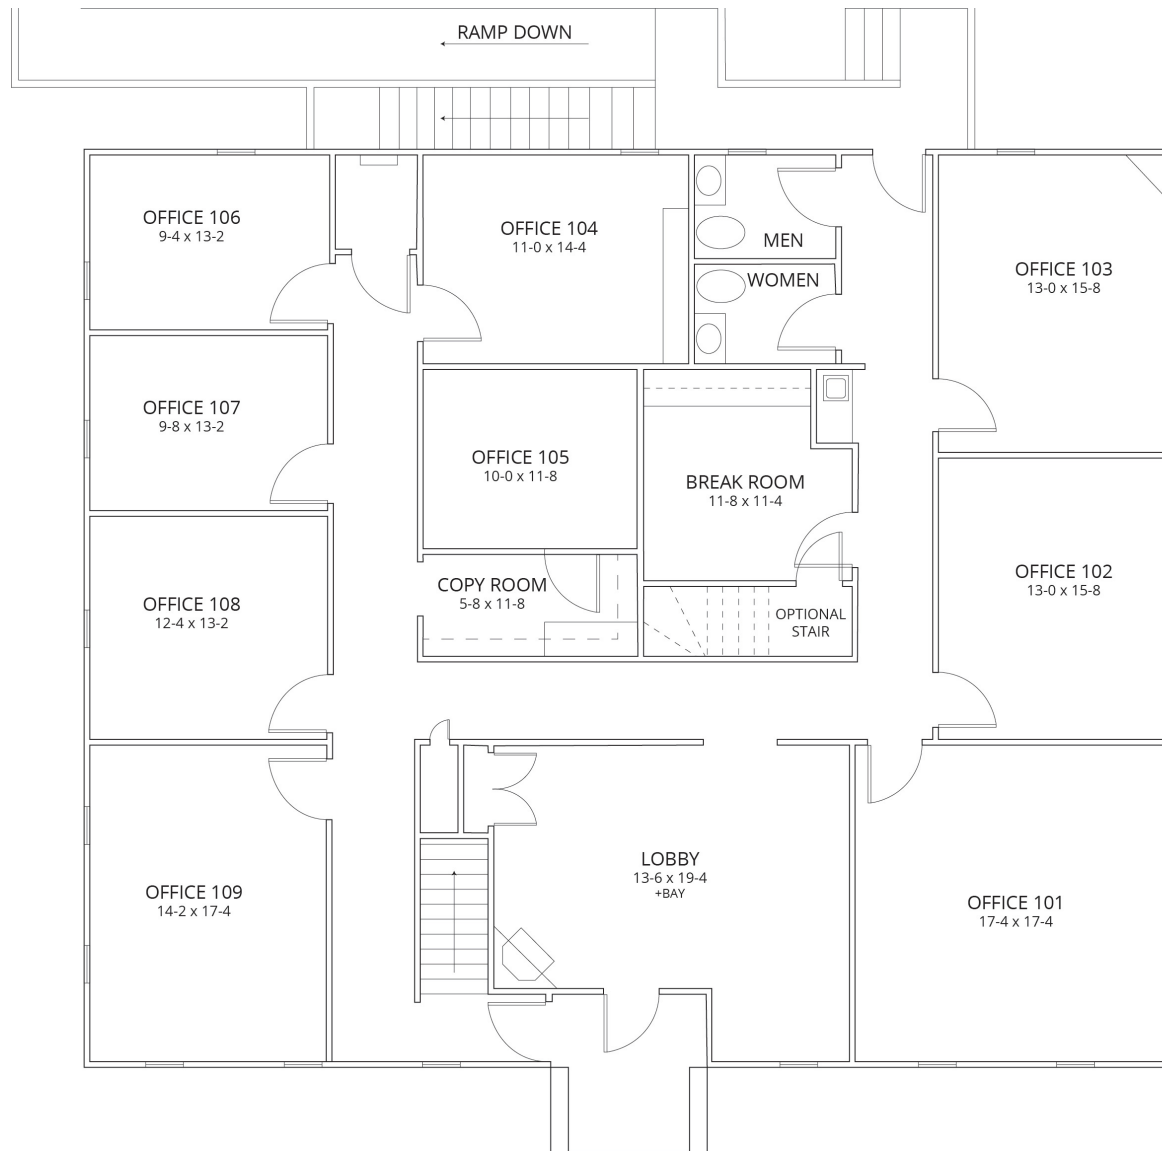 RAMP DOWN
OFFICE 106
9-4 x 13-2
OFFICE 104
11-0 x 14-4
MEN
WOMEN
OFFICE 103
13-0 x 15-8
OFFICE 107
9-8 x 13-2
OFFICE 105
10-0 x 11-8
BREAK ROOM
11-8 x 11-4
OFFICE 102
13-0 x 15-8
COPY ROOM
5-8 x 11-8
OFFICE 108
12-4 x 13-2
OPTIONAL
STAIR
LOBBY
13-6 x 19-4
+BAY
OFFICE 109
14-2 x 17-4
OFFICE 101
17-4 x 17-4